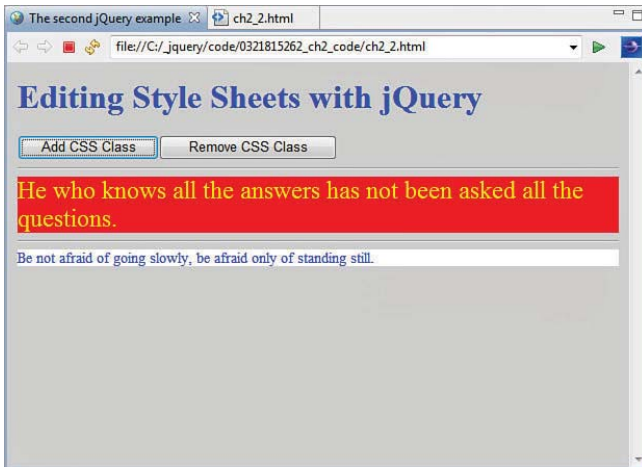 The second jQuery example
ch2_2.html
file://C:/_jquery/code/0321815262_ch2_code/ch2_2.html
Editing Style Sheets with jQuery
Add CSS Class
Remove CSS Class
He who knows all the answers has not been asked all the
questions.
Be not afraid of going slowly, be afraid only of standing still.